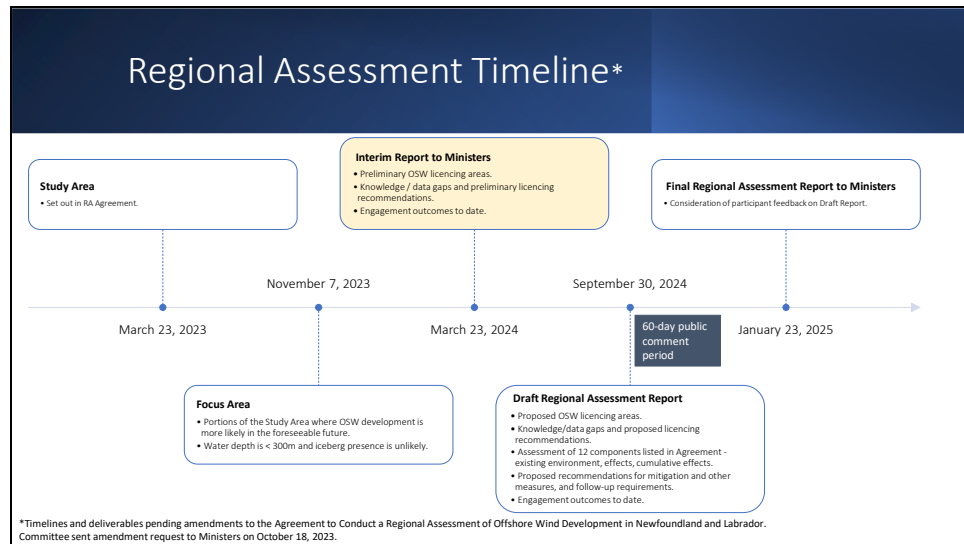 Regional Assessment Timeline*
Study Area
• Set out in RA Agreement.
Interim Report to Ministers
• Preliminary OSW licencing areas.
• Knowledge / data gaps and preliminary licencing
recommendations.
• Engagement outcomes to date.
Final Regional Assessment Report to Ministers
• Consideration of participant feedback on Draft Report.
November 7, 2023
September 30, 2024
March 23, 2023
March 23, 2024
60-day public
comment
period
January 23, 2025
Focus Area
• Portions of the Study Area where OSW development is
more likely in the foreseeable future.
• Water depth is < 300m and iceberg presence is unlikely.
Draft Regional Assessment Report
• Proposed OSW licencing areas.
• Knowledge/data gaps and proposed licencing
recommendations.
• Assessment of 12 components listed in Agreement -
existing environment, effects, cumulative effects.
• Proposed recommendations for mitigation and other
measures, and follow-up requirements.
• Engagement outcomes to date.
*Timelines and deliverables pending amendments to the Agreement to Conduct a Regional Assessment of Offshore Wind Development in Newfoundland and Labrador.
Committee sent amendment request to Ministers on October 18, 2023.